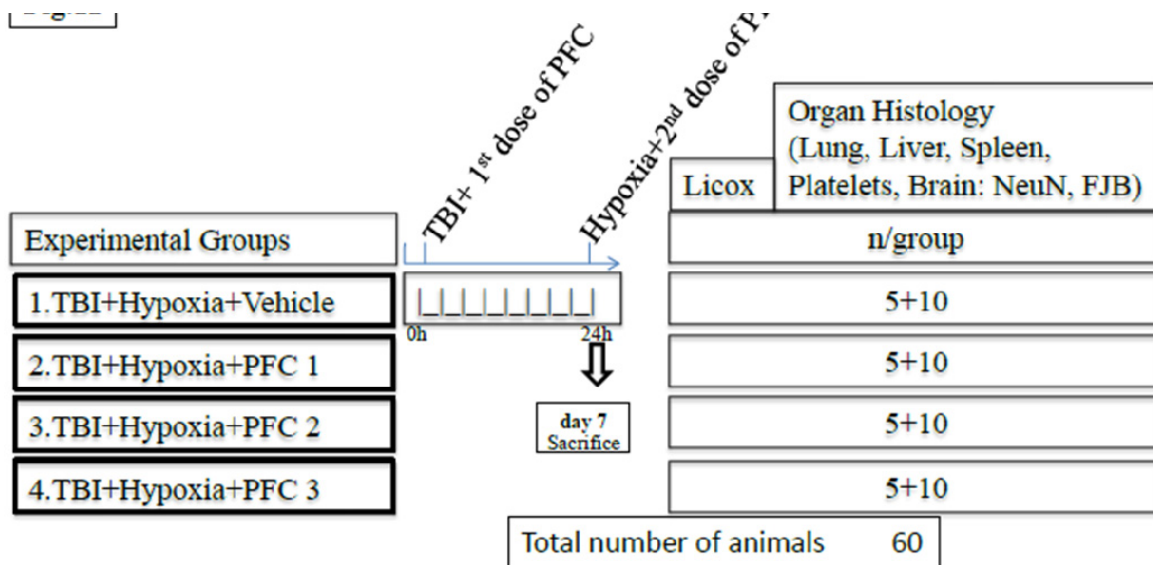 TBI+ 1st dose of PFC
Hypoxia+2nd dose of
Organ Histology
(Lung, Liver, Spleen,
Licox
Platelets, Brain: NeuN, FJB)
Experimental Groups
n/group
1.TBI+Hypoxia+Vehicle
5+10
0h
24h
2.TBI+Hypoxia+PFC 1
5+10
3.TBI+Hypoxia+PFC 2
day 7
Sacrifice
5+10
4.TBI+Hypoxia+PFC 3
5+10
Total number of animals 60